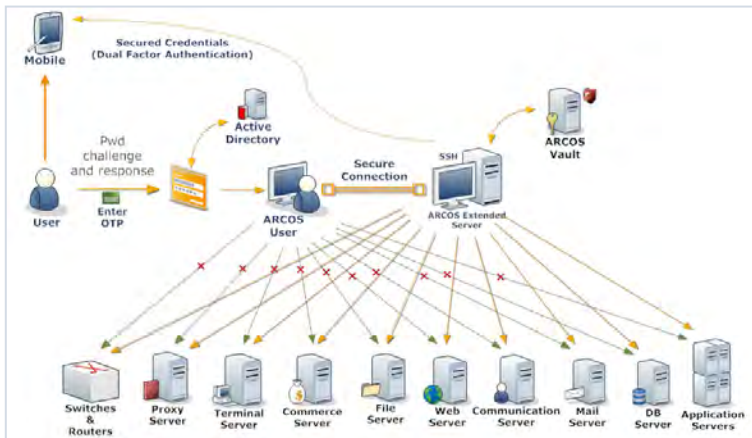 Mobile
Secured Credentials
(Dual Factor Authentication)
Active
Directory
ARCOS
Vault
Pwd
challenge
and response
Secure
Connection
SSH
User
Enter
OTP
ARCOS
User
ARCOS Extended
Server
Switches
&
Routers
Proxy
Server
Terminal
Server
Commerce
Server
File
Server
Web
Server
Communication
Server
Mail
Server
DB
Server
Application
Servers